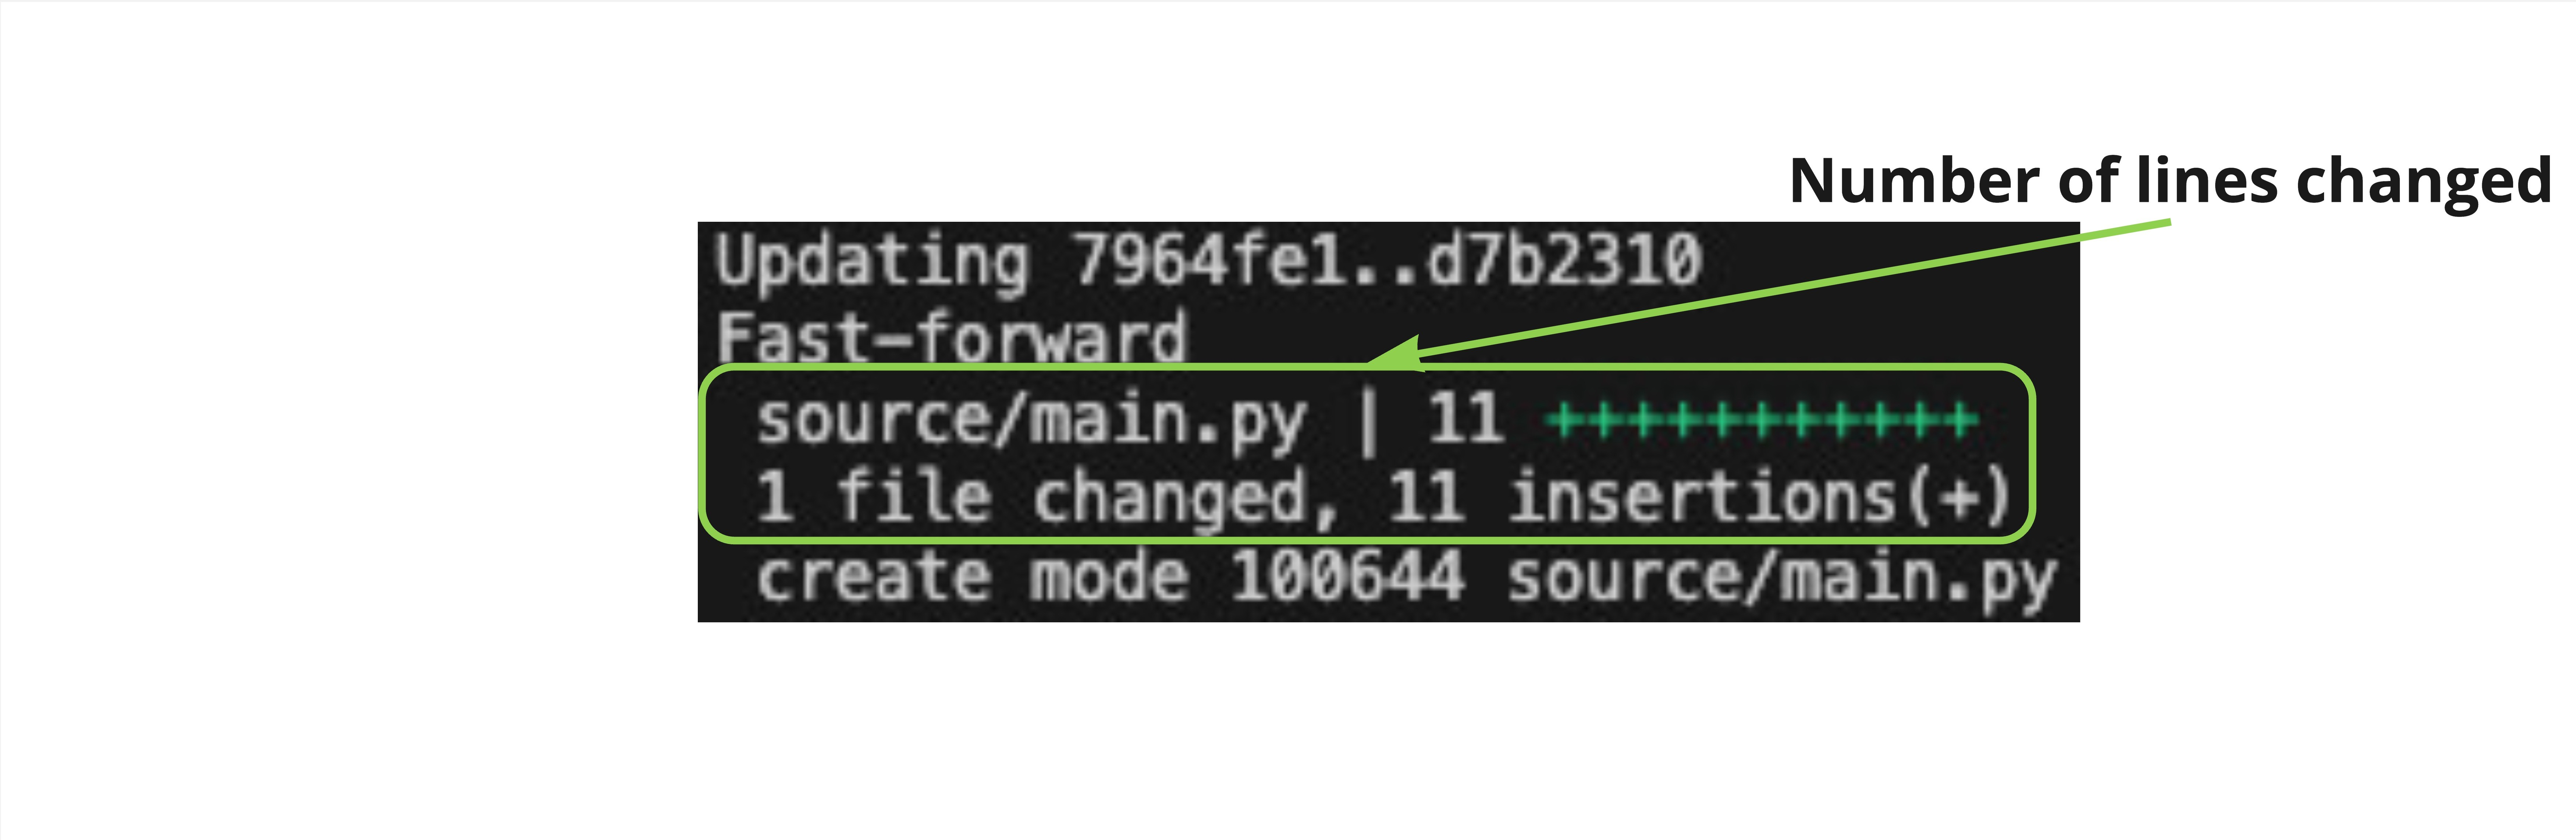 Number of lines changed
Updating 7964fe1..d7b2310
Fast-forward
source/main.py | 11 +++++++++++
1 file changed, 11 insertions(+)
create mode 100644 source/main.py